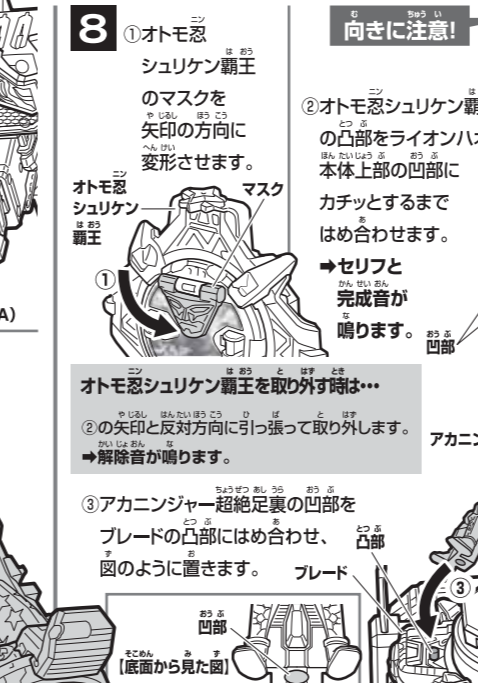 8
①オトモ忍
シュリケン覇王
のマスクを
矢印の方向に
変形させます。
オトモ忍
シュリケン
覇王
マスク
①
向きに注意!
②オトモ忍シュリケン覇
の凸部をライオンハオ
本体上部の凹部に
カチッとするまで
はめ合わせます。
➡セリフと
完成音が
鳴ります。
凹部
A)
オトモ忍シュリケン覇王を取り外す時は…
②の矢印と反対方向に引っ張って取り外します。
➡解除音が鳴ります。
アカニン
③アカニンジャー超絶足裏の凹部を
ブレードの凸部にはめ合わせ、
図のように置きます。
凸部
ブレード
③
凹部
【底面から見た図】